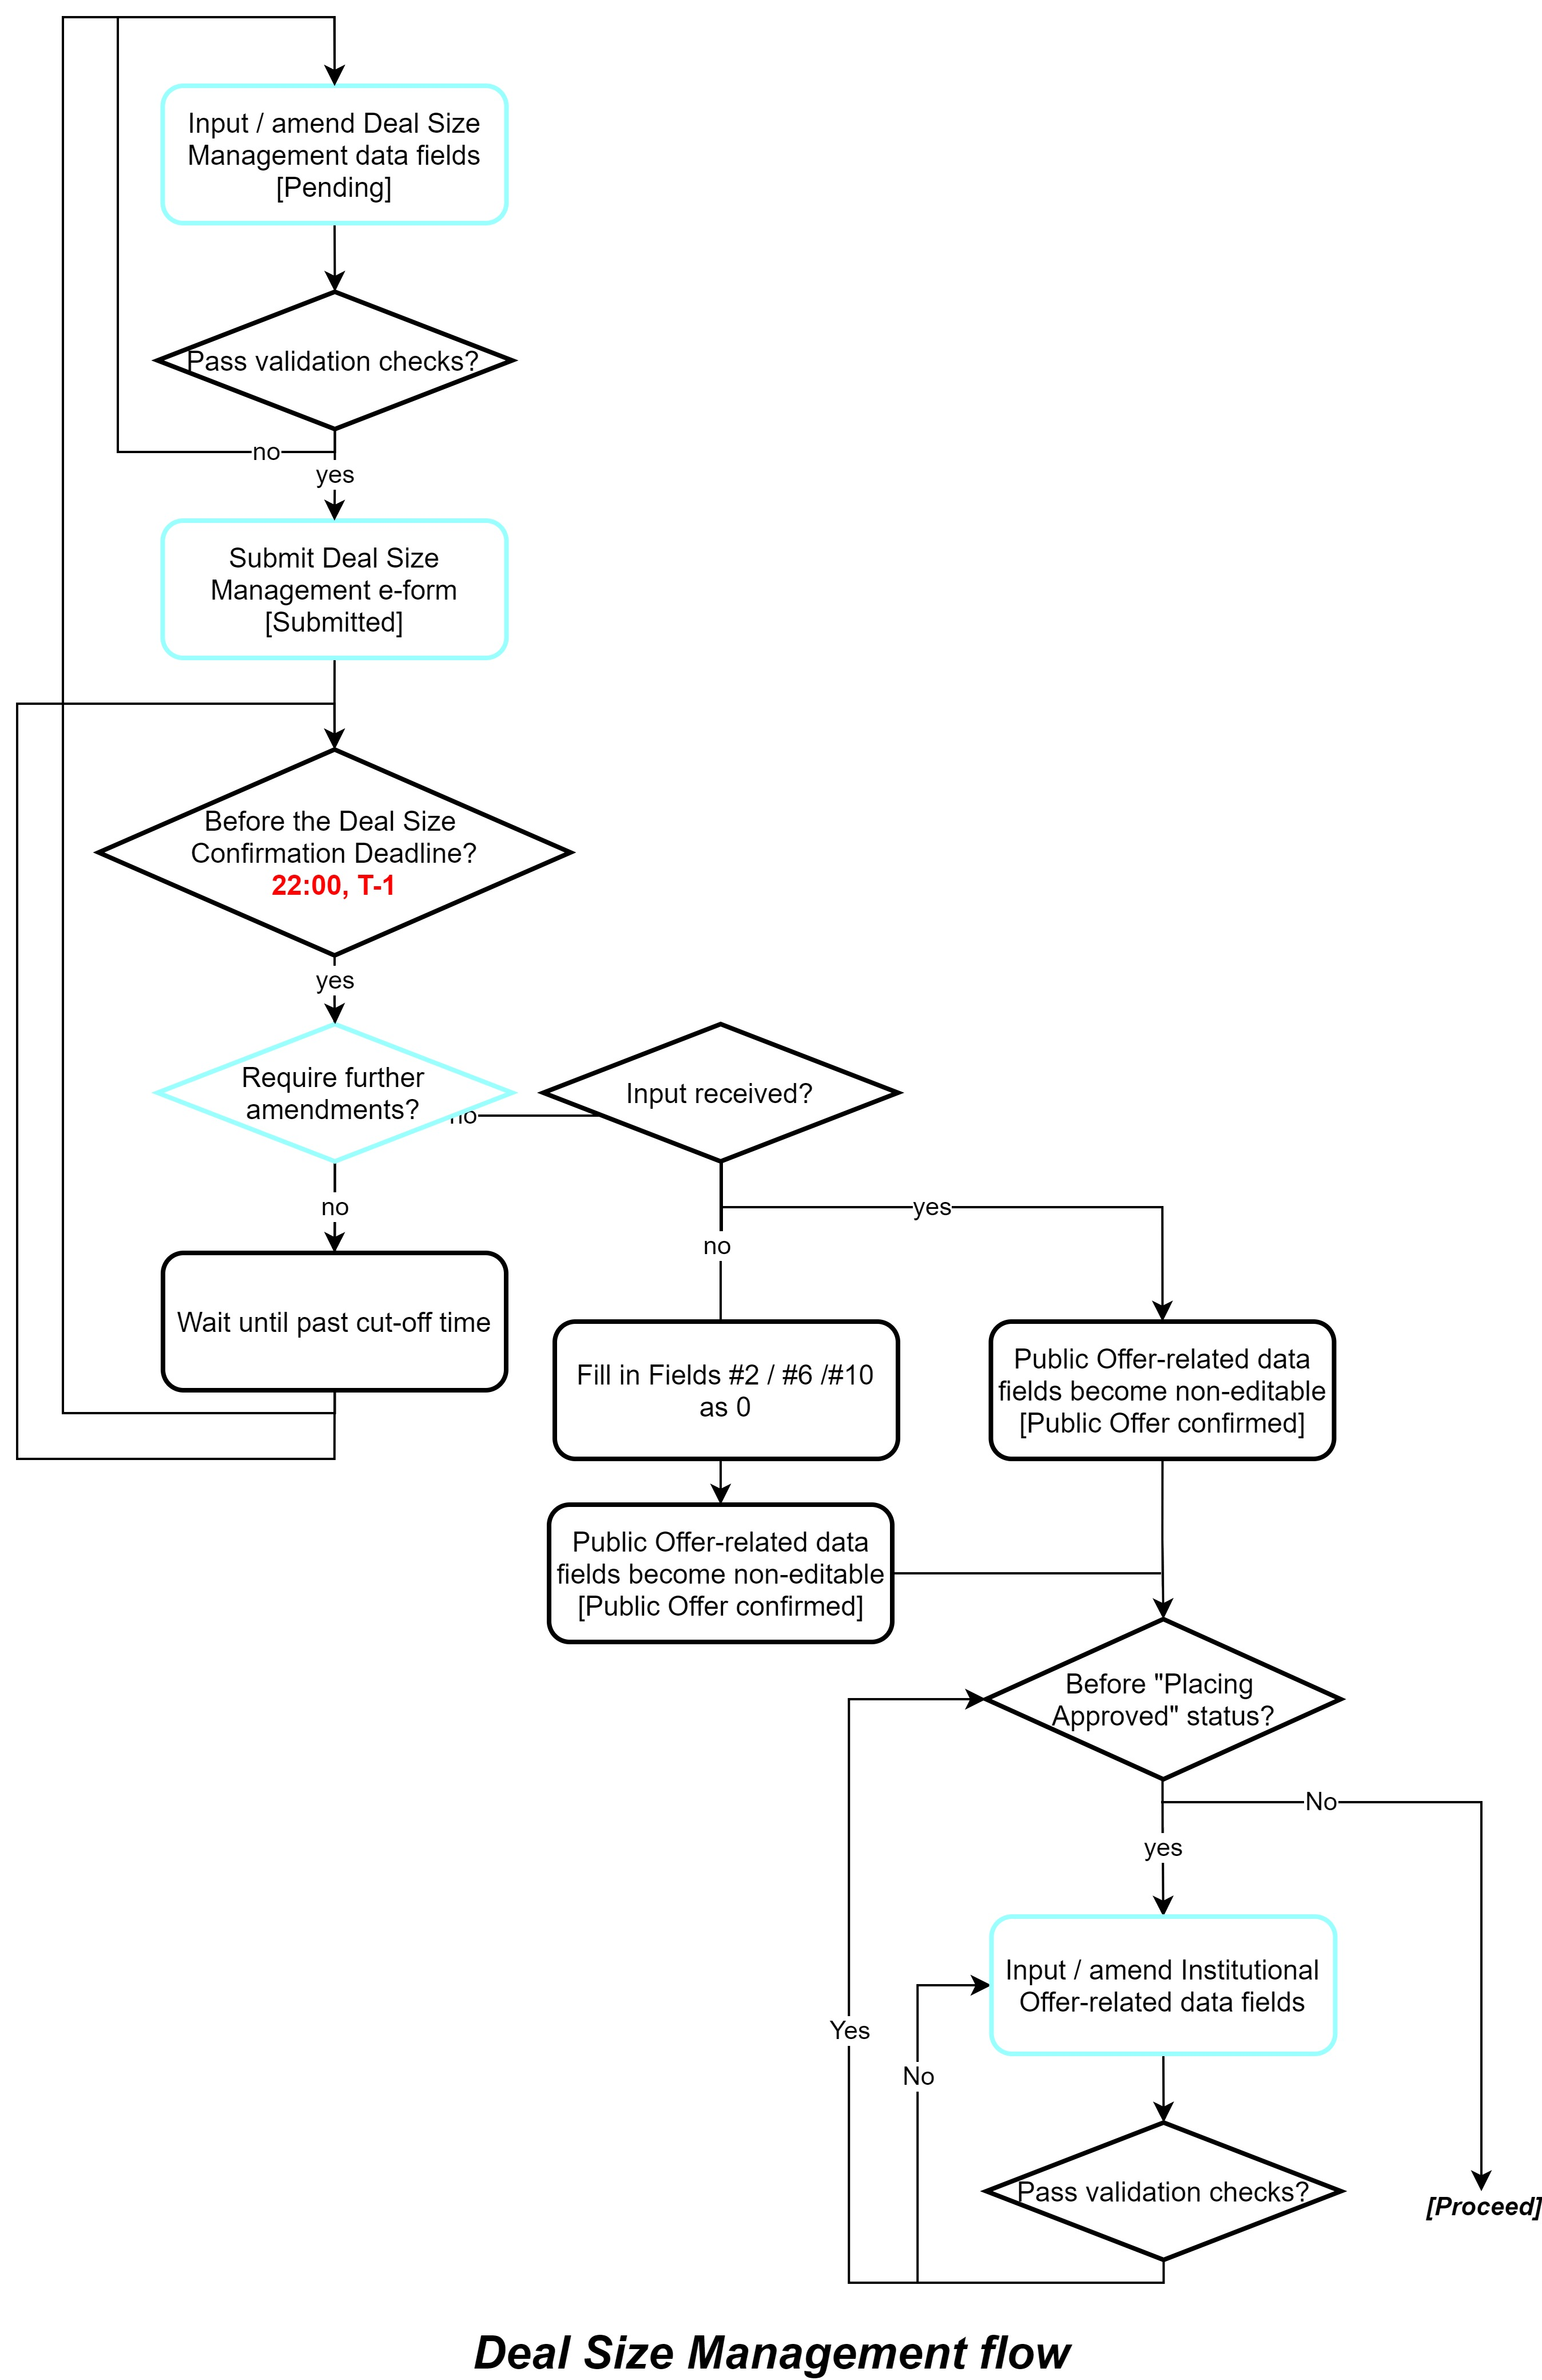 Input / amend Deal Size
Management data fields
[Pending]
Pass validation checks?
no
yes
Submit Deal Size
Management e-form
[Submitted]
Before the Deal Size
Confirmation Deadline?
22:00, T-1
yes
Require further
amendments?
no
Input received?
no
yes
no
Wait until past cut-off time
Fill in Fields #2 / #6 /#10
as 0
Public Offer-related data
fields become non-editable
[Public Offer confirmed]
Public Offer-related data
fields become non-editable
[Public Offer confirmed]
Before "Placing
Approved" status?
No
yes
Input / amend Institutional
Offer-related data fields
Yes
No
Pass validation checks?
[Proceed]
Deal Size Management flow